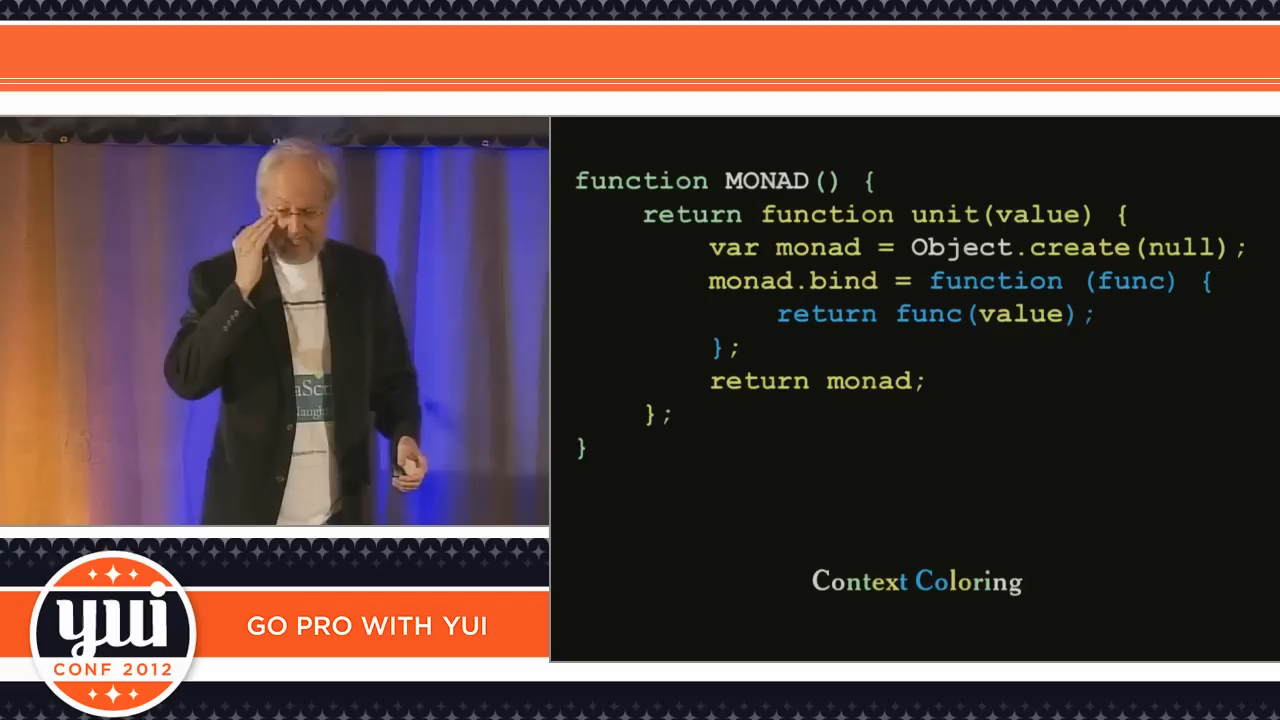 function MONAD() {
return function unit(value) {
var monad = Object.create(null);
monad.bind = function (func) {
return func(value);
};
return monad;
};
}
Context Coloring
yui
CONF 2012
GO PRO WITH YUI